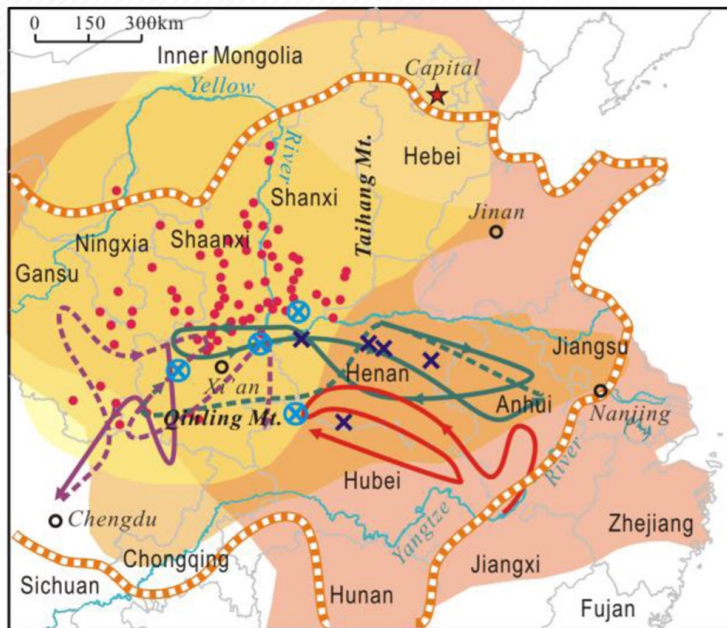 0 150 300km
Inner Mongolia
Capital
Yellow
River
Hebei
Taihang Mt.
Shanxi
Jinan
Ningxia
Shaanxi
Gansu
Jiangsu
Henan
Xi an
Anhui
Nanjing
Qinling Mt.
Hubei
River
Chengdu
Yangtze
Zhejiang
Chongqing
Jiangxi
Sichuan
Hunan
Fujan